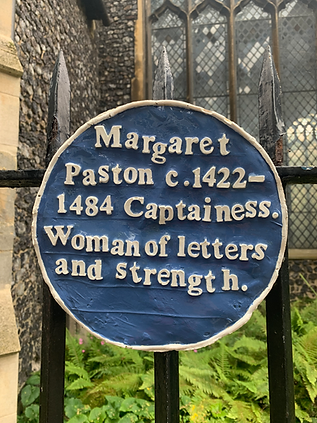 Margaret
Paston c.1422-
1484 Captainess.
Woman of letters
and strength.